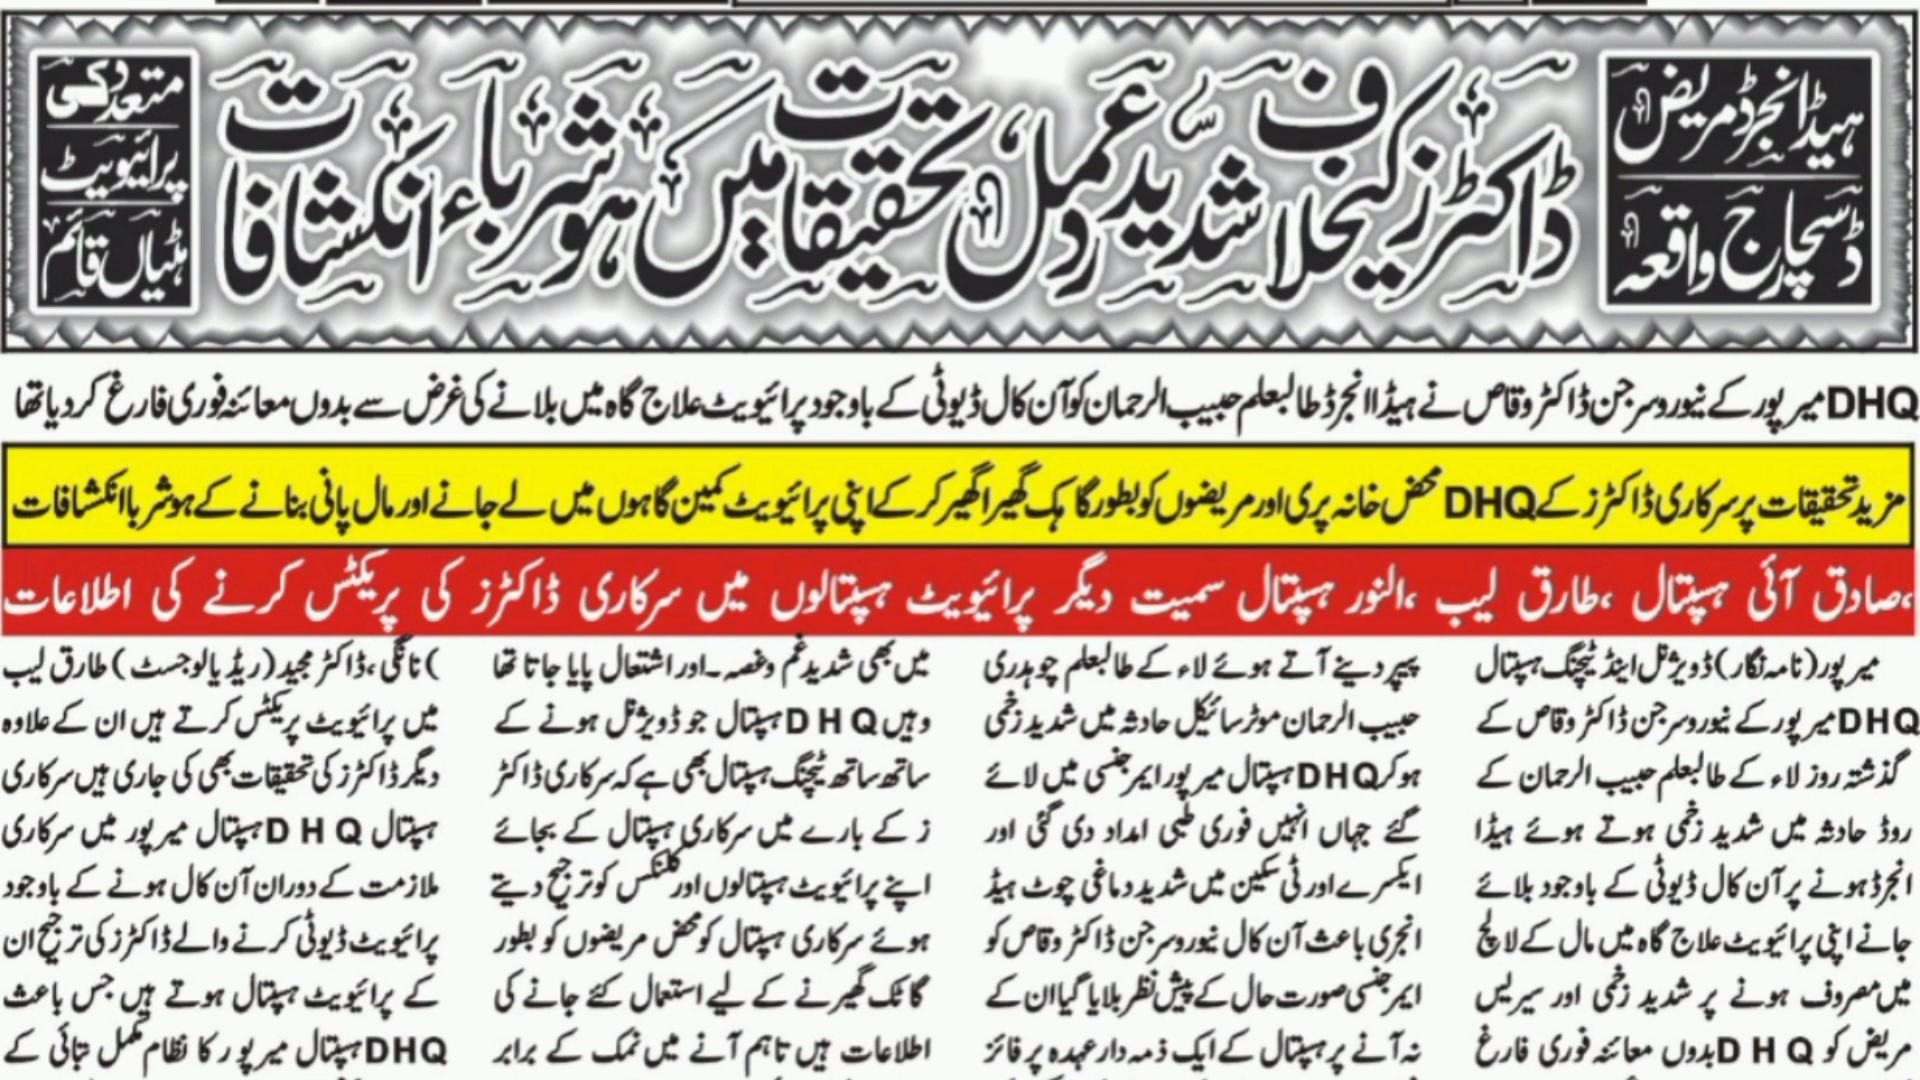 ہیڈ انجرڈ مریض
ڈسچارج واقعہ
ڈاکٹرز کیخلاف شدید ردعمل، تحقیقات میں ہوشرباء انکشافات
متعدد کی
پرائیویٹ
ہٹیاں قائم
DHQ میرپور کے نیوروسرجن ڈاکٹر وقاص نے ہیڈا انجرڈ طالبعلم حبیب الرحمان کو آن کال ڈیوٹی کے باوجود پرائیویٹ علاج گاہ میں بلانے کی غرض سے بدوں معائنہ فوری فارغ کر دیا تھا
مزید تحقیقات پر سرکاری ڈاکٹرز کے DHQ محض خانہ پری اور مریضوں کو بطور گاہک گھیرا گھیر کر کے اپنی پرائیویٹ کمین گاہوں میں لے جانے اور مال پانی بنانے کے ہوشربا انکشافات
،صادق آئی ہسپتال ،طارق لیب ،النور ہسپتال سمیت دیگر پرائیویٹ ہسپتالوں میں سرکاری ڈاکٹرز کی پریکٹس کرنے کی اطلاعات
میرپور(نامہ نگار) ڈویژنل اینڈ ٹیچنگ ہسپتال
DHQ میرپور کے نیوروسرجن ڈاکٹر وقاص کے
گذشتہ روز لاء کے طالبعلم حبیب الرحمان کے
روڈ حادثہ میں شدید زخمی ہوتے ہوئے ہیڈا
انجرڈ ہونے پر آن کال ڈیوٹی کے باوجود بلائے
جانے اپنی پرائیویٹ علاج گاہ میں مال کے لالچ
میں مصروف ہونے پر شدید زخمی اور سیریس
مریض کو DHQ بدوں معائنہ فوری فارغ
پیپر دینے آتے ہوئے لاء کے طالبعلم چوہدری
حبیب الرحمان موٹرسائیکل حادثہ میں شدید زخمی
ہو کر DHQ ہسپتال میرپور ایمرجنسی میں لائے
گئے جہاں انہیں فوری طبی امداد دی گئی اور
ایکسرے اور ٹی سکین میں شدید دماغی چوٹ ہیڈ
انجری باعث آن کال نیوروسرجن ڈاکٹر وقاص کو
ایمرجنسی صورت حال کے پیش نظر بلایا گیا ان کے
نہ آنے پر ہسپتال کے ایک ذمہ دار عہدہ پر فائز
میں بھی شدید غم و غصہ۔اور اشتعال پایا جاتا تھا
وہیں DHQ ہسپتال جو ڈویژنل ہونے کے
ساتھ ساتھ ٹیچنگ ہسپتال بھی ہے کہ سرکاری ڈاکٹر
ز کے بارے میں سرکاری ہسپتال کے بجائے
اپنے پرائیویٹ ہسپتالوں اور کلنکس کو ترجیح دیتے
ہوئے سرکاری ہسپتال کو محض مریضوں کو بطور
گاٹک گھیرنے کے لیے استعمال کئے جانے کی
اطلاعات ہیں تاہم آٹے میں نمک کے برابر
) نانگی ،ڈاکٹر مجید (ریڈیالوجسٹ) طارق لیب
میں پرائیویٹ پریکٹس کرتے ہیں ان کے علاوہ
دیگر ڈاکٹرز کی تحقیقات بھی کی جاری ہیں سرکاری
ہسپتال DHQ ہسپتال میرپور میں سرکاری
ملازمت کے دوران آن کال ہونے کے باوجود
پرائیویٹ ڈیوٹی کرنے والے ڈاکٹرز کی ترجیح ان
کے پرائیویٹ ہسپتال ہوتے ہیں جس باعث
DHQ ہسپتال میرپور کا نظام مکمل تبائی کے